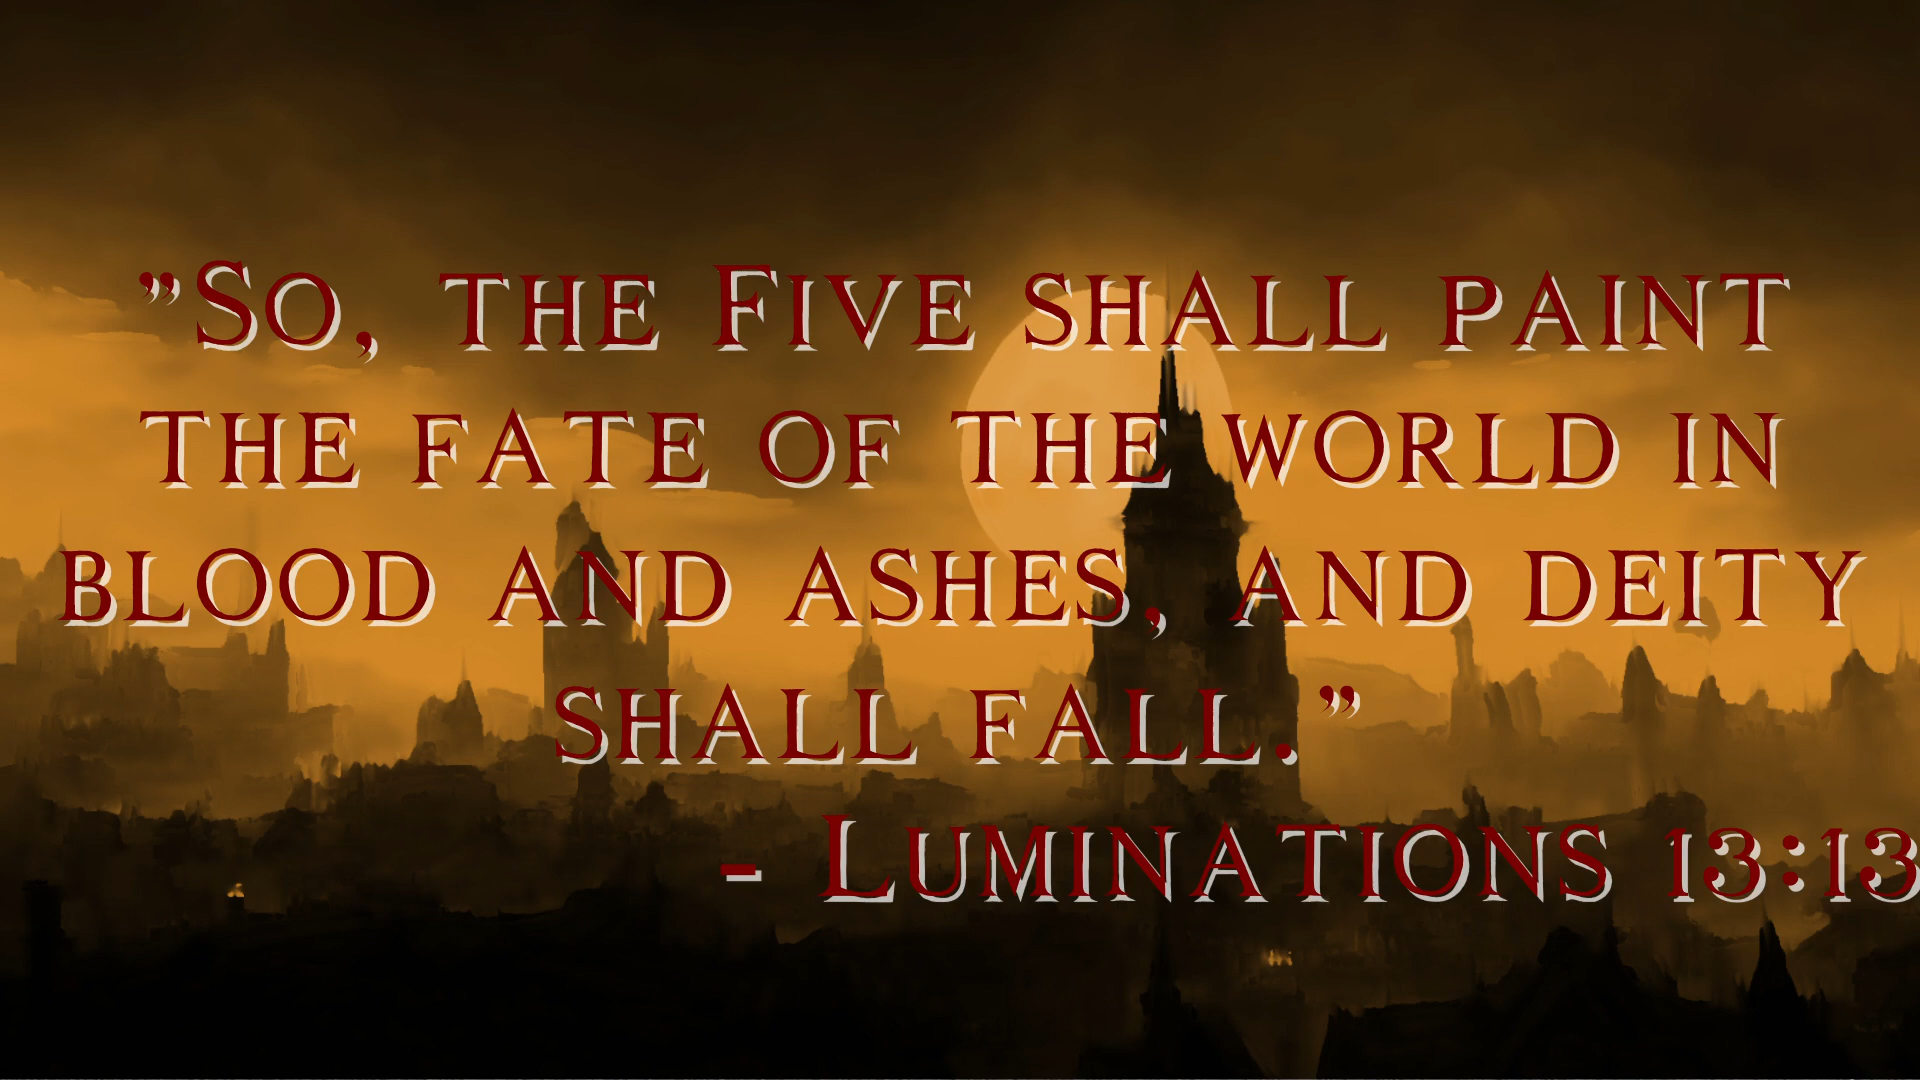 ”So, the Five shall paint
the fate of the world in
blood and ashes, and deity
shall fall.”
- Luminations 13:13